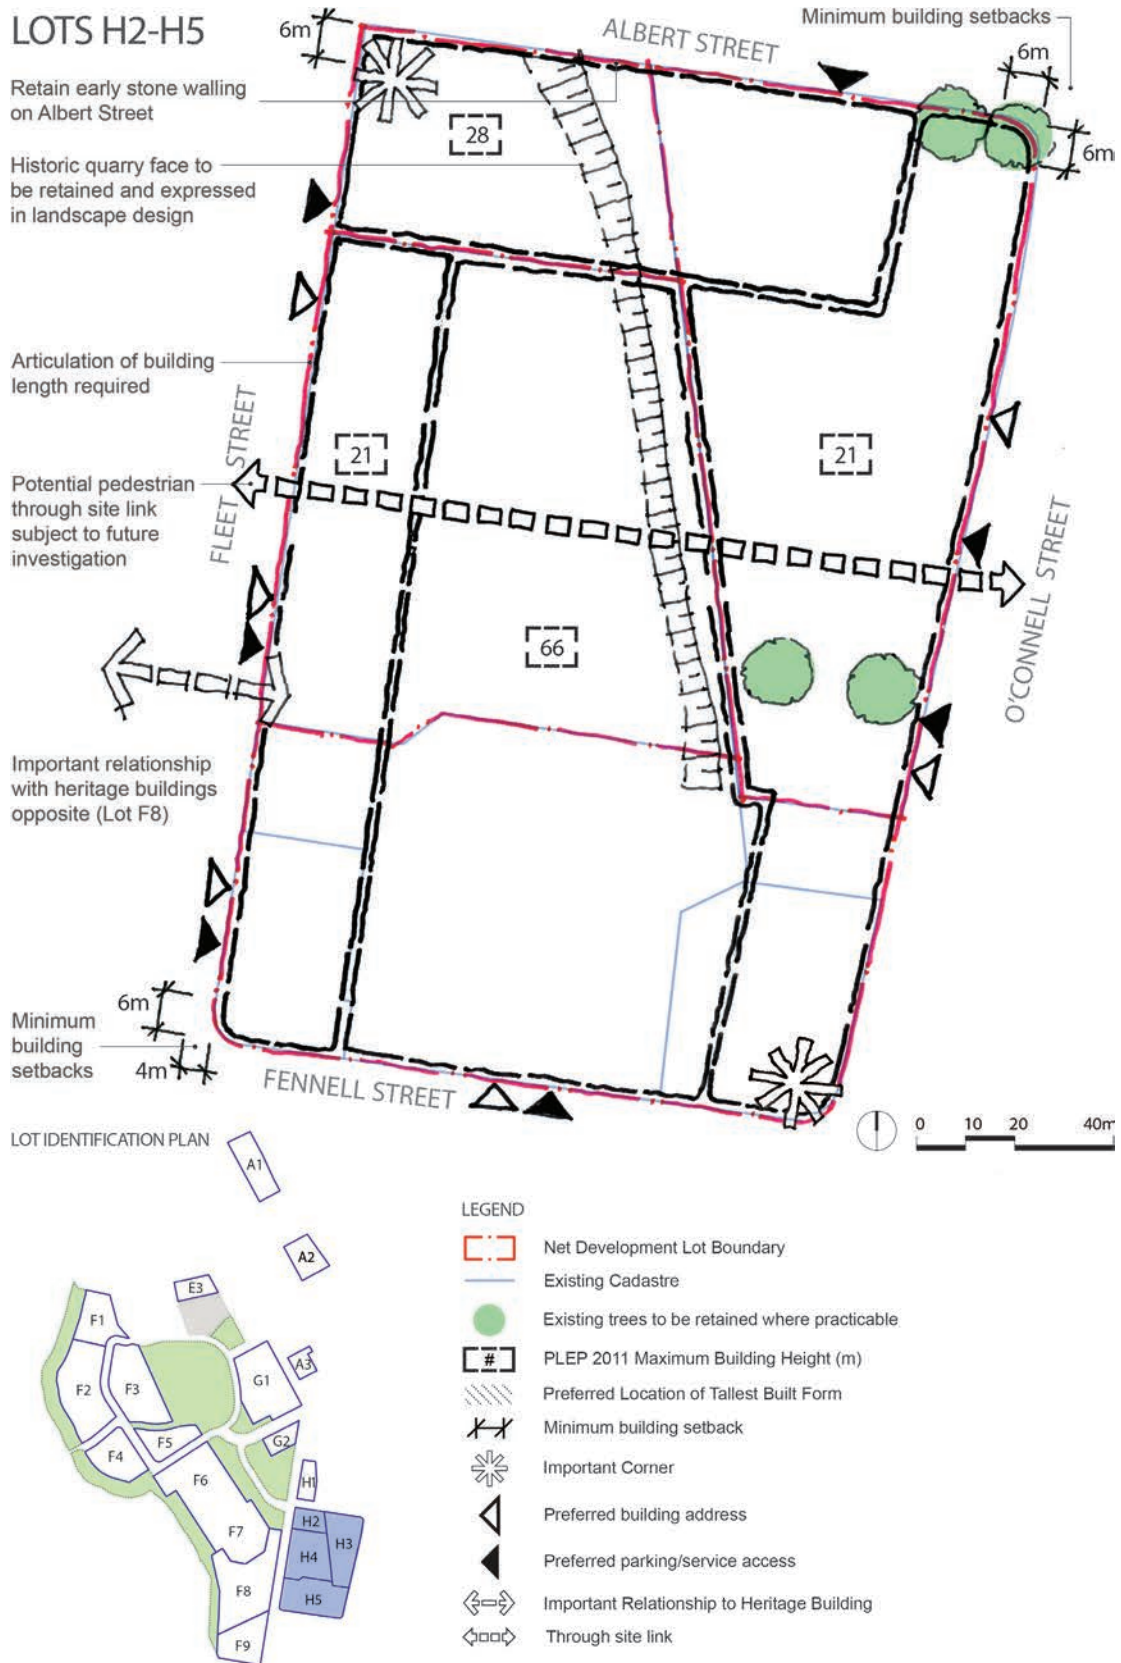 LOTS H2-H5
6m
ALBERT STREET
Minimum building setbacks
6m
6m
Retain early stone walling
on Albert Street
28
Historic quarry face to
be retained and expressed
in landscape design
Articulation of building
length required
FLEET STREET
21
21
Potential pedestrian
through site link
subject to future
investigation
O'CONNELL STREET
66
Important relationship
with heritage buildings
opposite (Lot F8)
6m
Minimum
building
setbacks
4m
FENNELL STREET
0 10 20 40m
LOT IDENTIFICATION PLAN
A1
A2
E3
F1
A3
G1
F2
F3
F5
G2
F4
F6
H1
H2
H3
F7
H4
F8
H5
F9
LEGEND
Net Development Lot Boundary
Existing Cadastre
Existing trees to be retained where practicable
# PLEP 2011 Maximum Building Height (m)
Preferred Location of Tallest Built Form
Minimum building setback
Important Corner
Preferred building address
Preferred parking/service access
Important Relationship to Heritage Building
Through site link